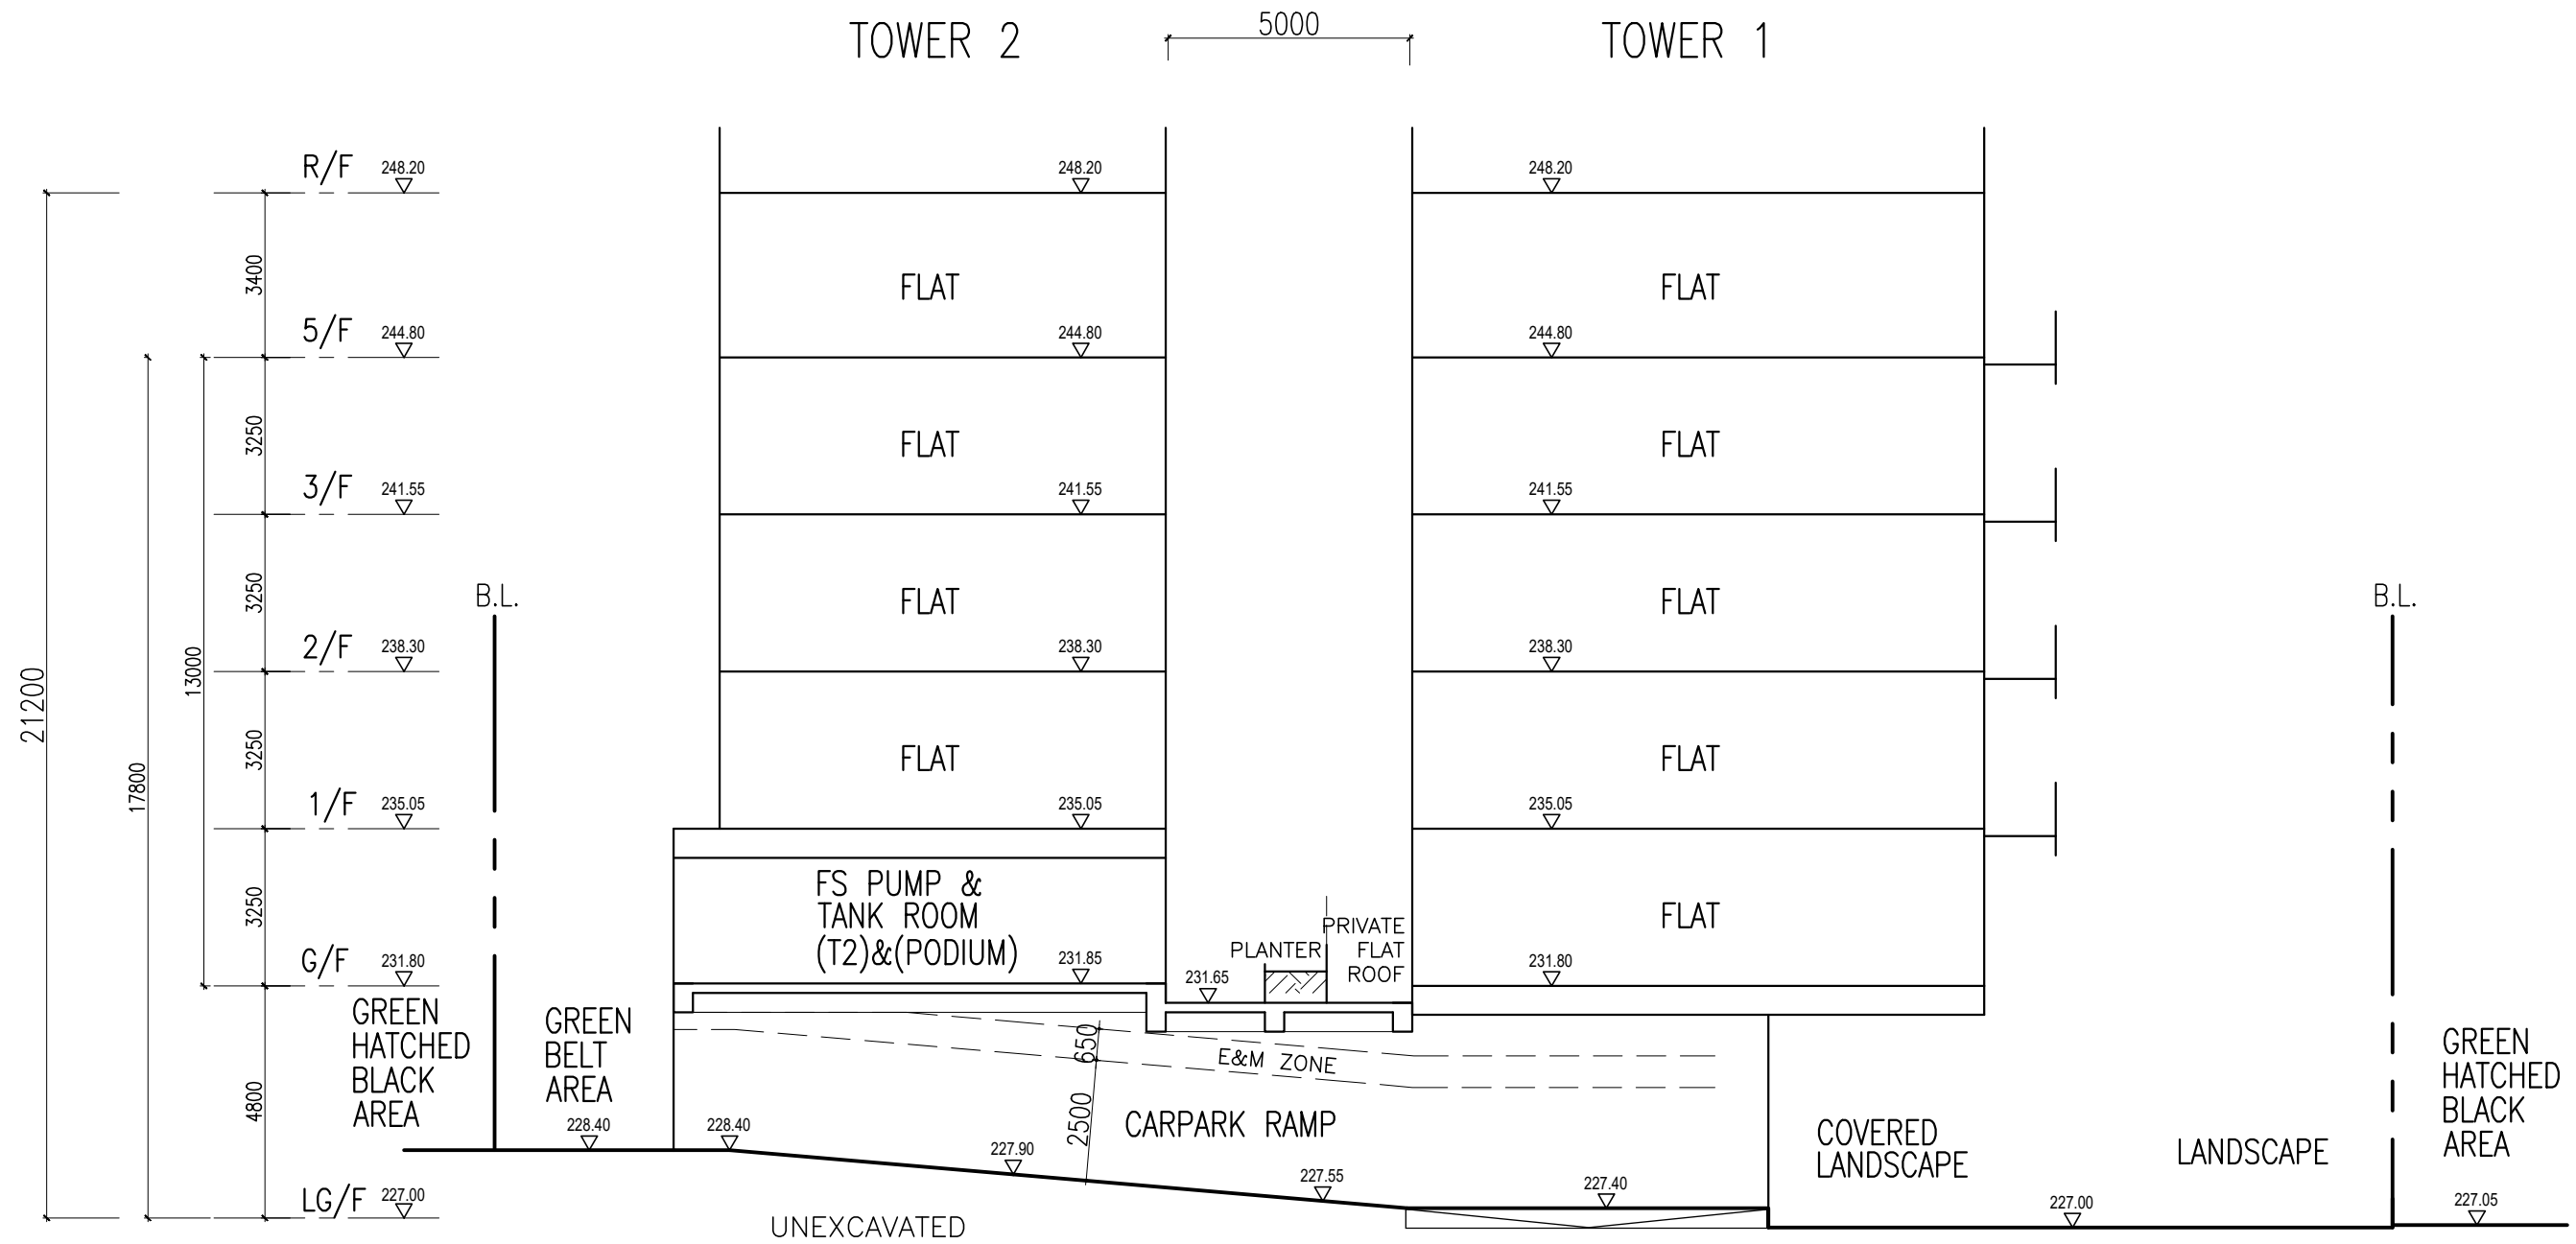 TOWER 2
5000
TOWER 1
R/F 248.20
248.20
248.20
3400
FLAT
FLAT
5/F 244.80
244.80
244.80
3250
FLAT
FLAT
3/F 241.55
241.55
241.55
3250
FLAT
FLAT
B.L.
B.L.
2/F 238.30
238.30
238.30
13000
21200
3250
FLAT
FLAT
17800
1/F 235.05
235.05
235.05
3250
FS PUMP &
TANK ROOM
(T2)&(PODIUM)
FLAT
PLANTER
PRIVATE
FLAT
ROOF
G/F 231.80
231.85
231.65
231.80
GREEN
HATCHED
BLACK
AREA
GREEN
BELT
AREA
650
E&M ZONE
2500
CARPARK RAMP
4800
228.40
228.40
227.90
227.55
227.40
COVERED
LANDSCAPE
LANDSCAPE
GREEN
HATCHED
BLACK
AREA
LG/F 227.00
UNEXCAVATED
227.00
227.05